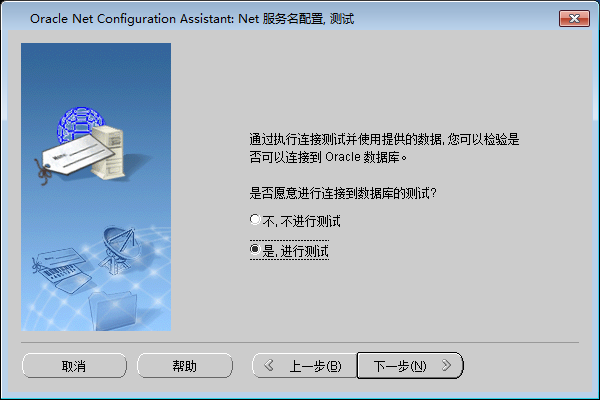 Oracle Net Configuration Assistant: Net 服务名配置, 测试
通过执行连接测试并使用提供的数据, 您可以检验是
否可以连接到 Oracle 数据库。
是否愿意进行连接到数据库的测试?
不, 不进行测试
是, 进行测试
取消
帮助
上一步(B)
下一步(N)